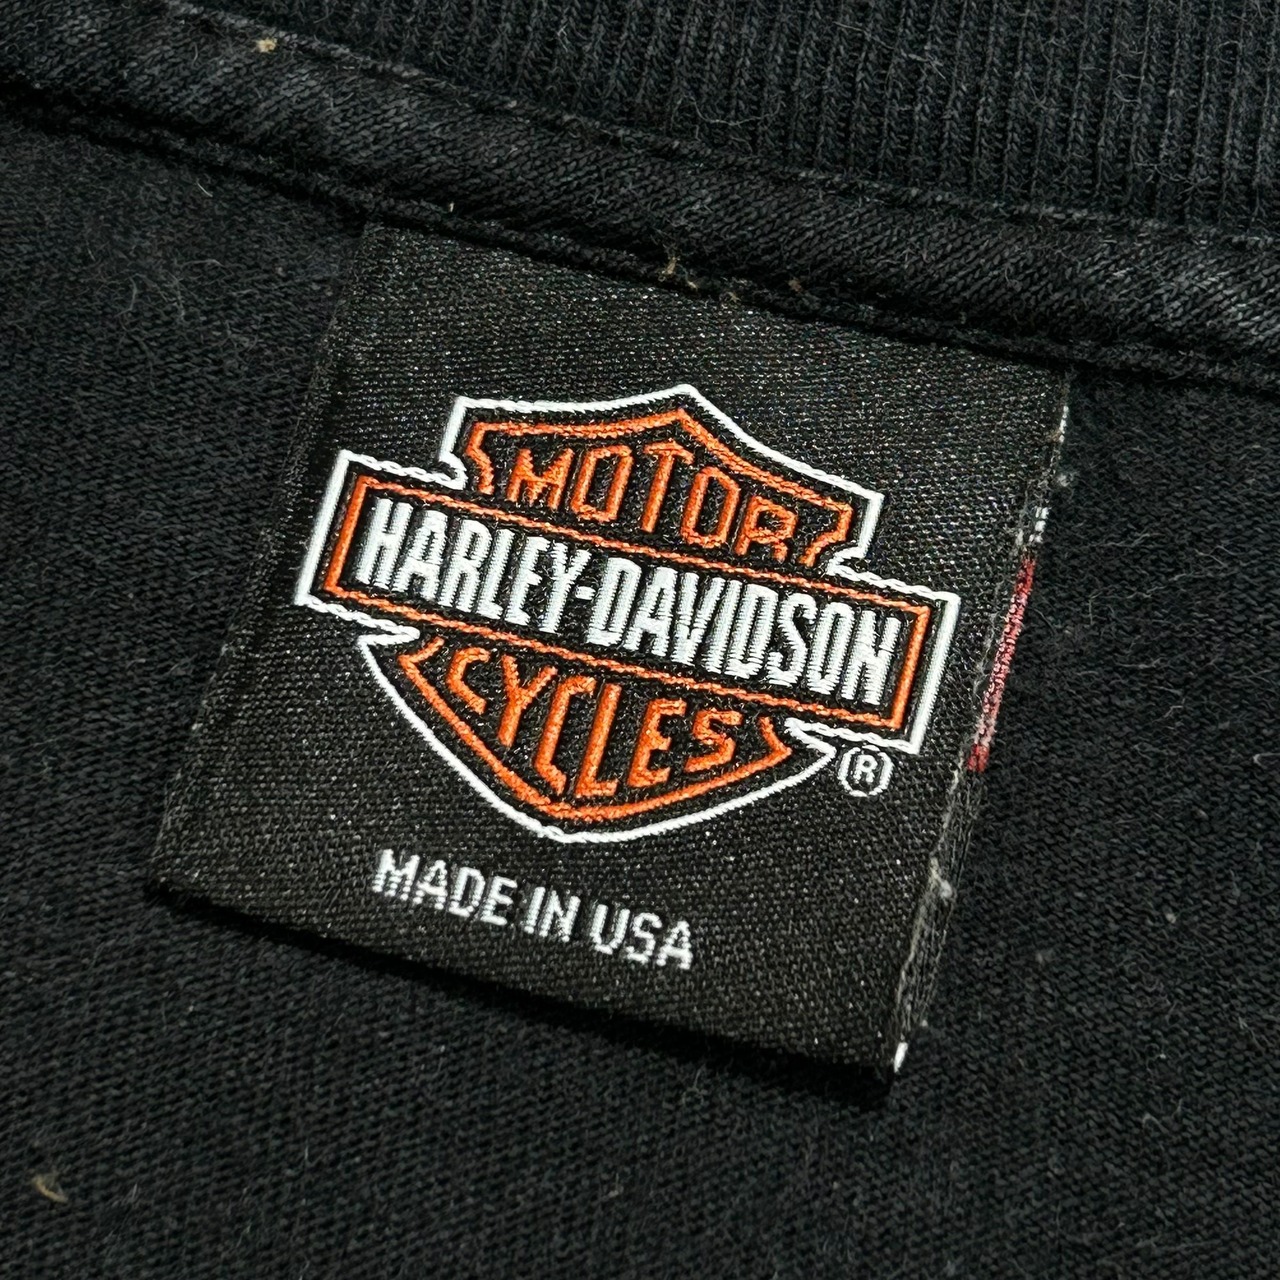 MOTOR
HARLEY-DAVIDSON
CYCLES
®
MADE IN USA